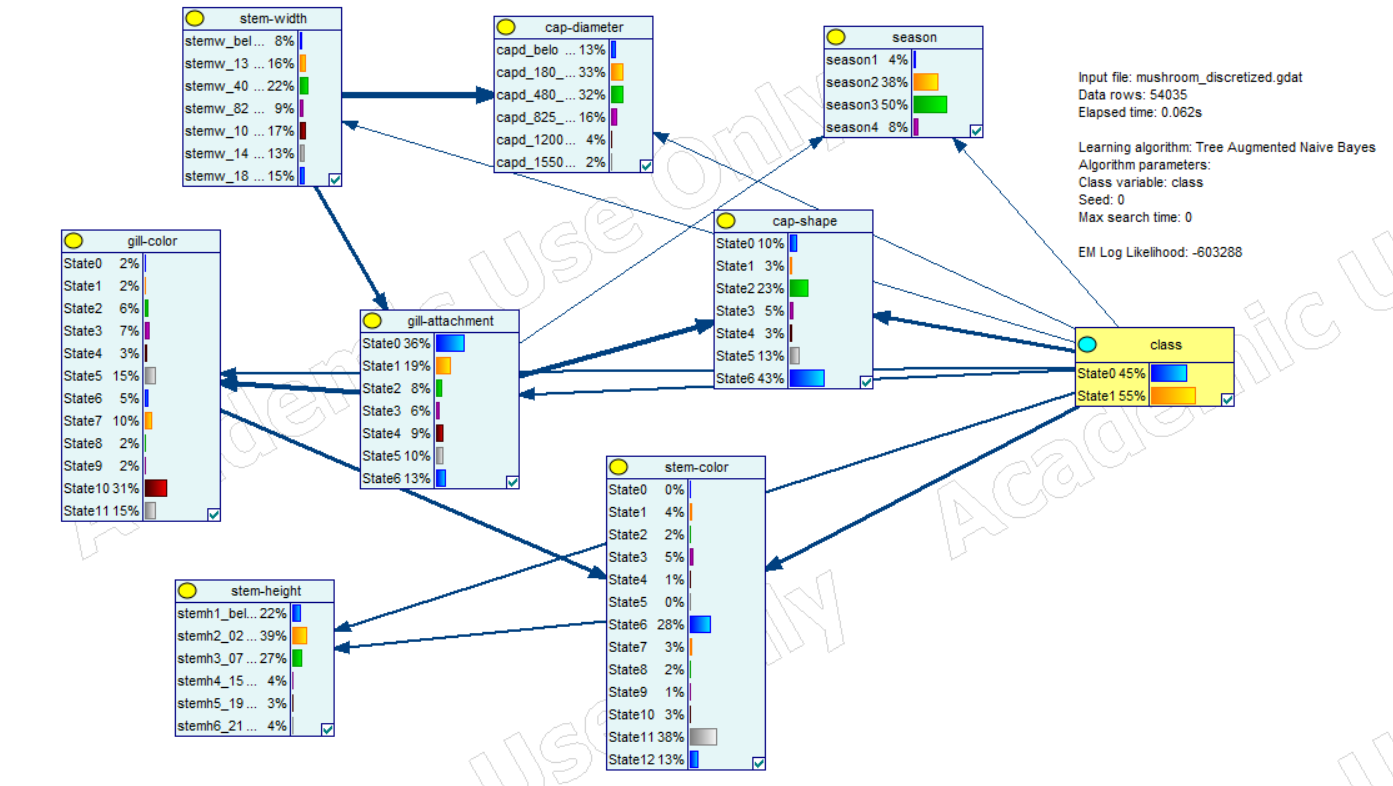 stem-width
stemw_bel... 8%
stemw_13 ... 16%
stemw_40 ... 22%
stemw_82 ... 9%
stemw_10 ... 17%
stemw_14 ... 13%
stemw_18 ... 15%
cap-diameter
capd_belo ... 13%
capd_180_... 33%
capd_480_... 32%
capd_825_... 16%
capd_1200... 4%
capd_1550... 2%
season
season1 4%
season2 38%
season3 50%
season4 8%
Input file: mushroom_discretized.gdat
Data rows: 54035
Elapsed time: 0.062s
Learning algorithm: Tree Augmented Naive Bayes
Algorithm parameters:
Class variable: class
Seed: 0
Max search time: 0
EM Log Likelihood: -603288
gill-color
State0 2%
State1 2%
State2 6%
State3 7%
State4 3%
State5 15%
State6 5%
State7 10%
State8 2%
State9 2%
State10 31%
State11 15%
gill-attachment
State0 36%
State1 19%
State2 8%
State3 6%
State4 9%
State5 10%
State6 13%
cap-shape
State0 10%
State1 3%
State2 23%
State3 5%
State4 3%
State5 13%
State6 43%
class
State0 45%
State1 55%
stem-color
State0 0%
State1 4%
State2 2%
State3 5%
State4 1%
State5 0%
State6 28%
State7 3%
State8 2%
State9 1%
State10 3%
State11 38%
State12 13%
stem-height
stemh1_bel... 22%
stemh2_02 ... 39%
stemh3_07 ... 27%
stemh4_15 ... 4%
stemh5_19 ... 3%
stemh6_21 ... 4%
Academic Use Only
Academic U
Use Only